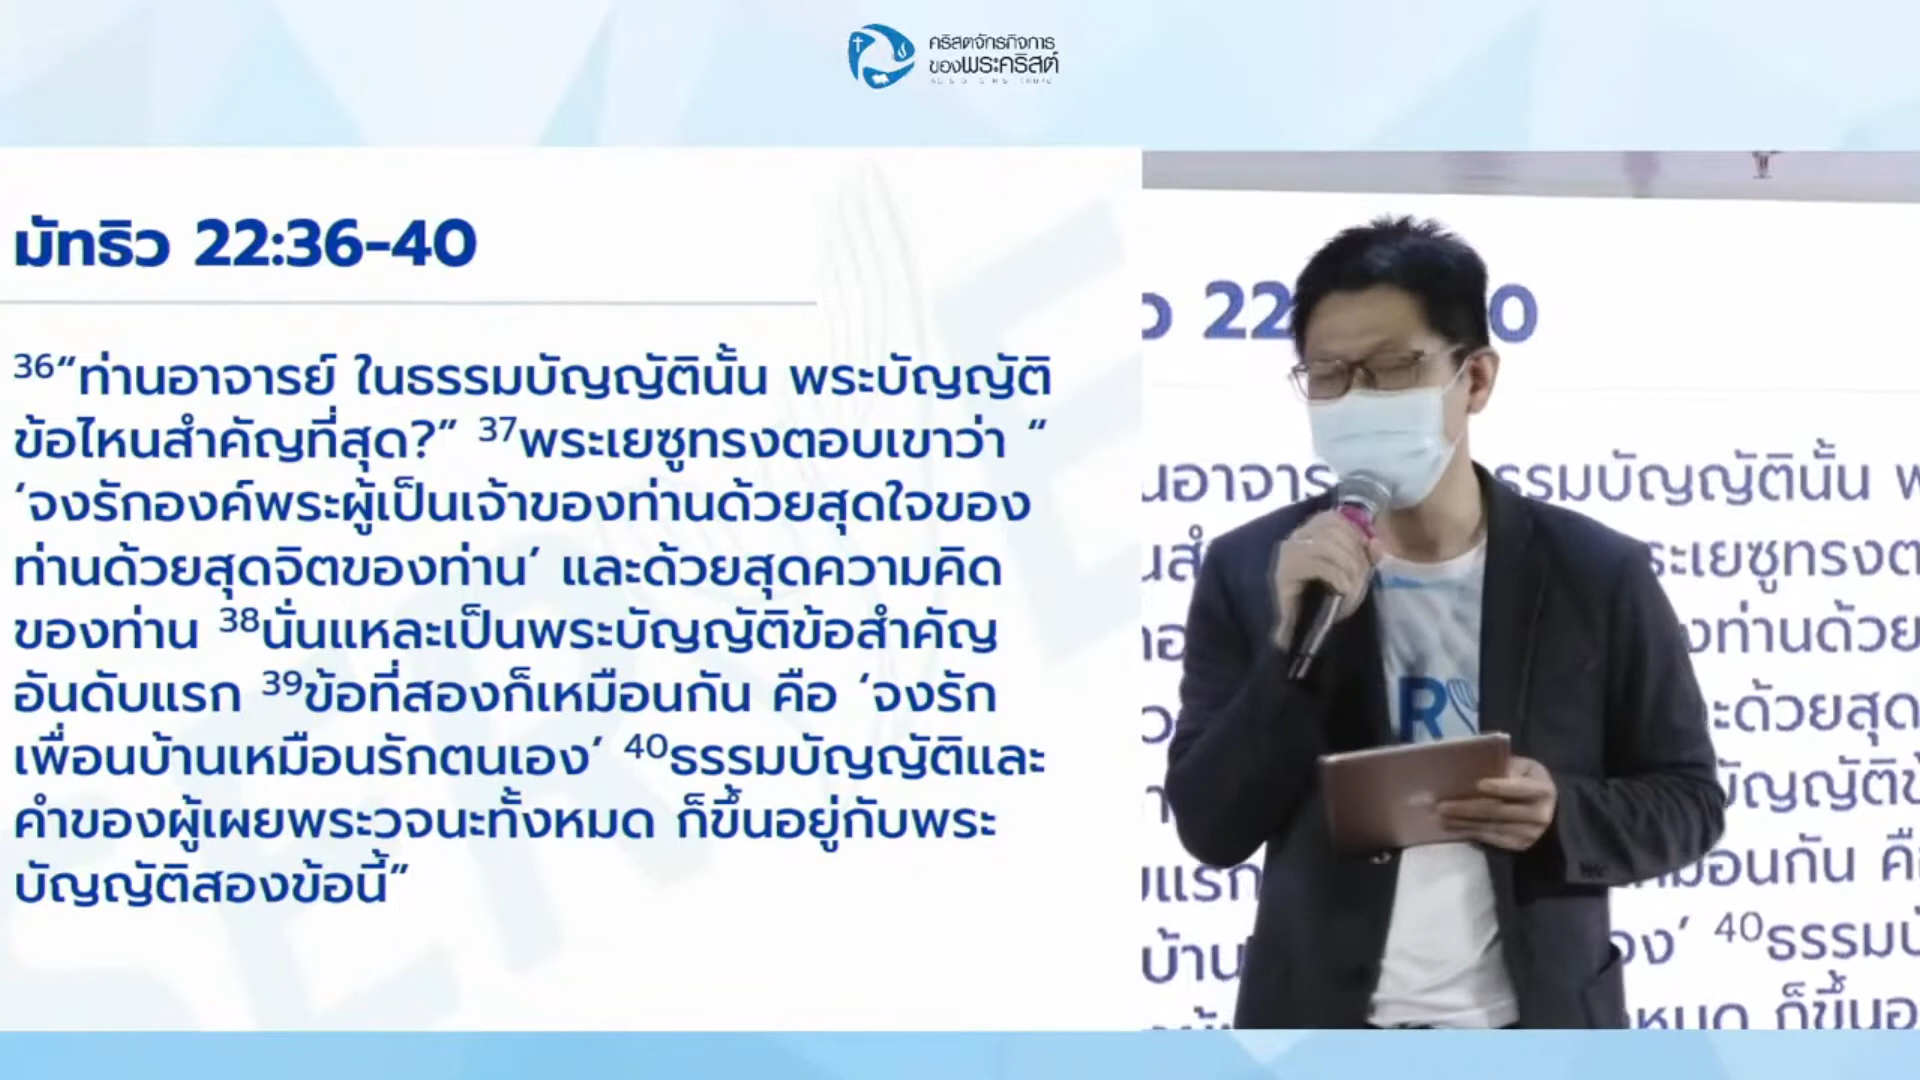 คริสตจักรกิจการ
ของพระคริสต์
มัทธิว 22:36-40
³⁶“ท่านอาจารย์ ในธรรมบัญญัตินั้น พระบัญญัติ
ข้อไหนสำคัญที่สุด?” ³⁷พระเยซูทรงตอบเขาว่า “
‘จงรักองค์พระผู้เป็นเจ้าของท่านด้วยสุดใจของ
ท่านด้วยสุดจิตของท่าน’ และด้วยสุดความคิด
ของท่าน ³⁸นั่นแหละเป็นพระบัญญัติข้อสำคัญ
อันดับแรก ³⁹ข้อที่สองก็เหมือนกัน คือ ‘จงรัก
เพื่อนบ้านเหมือนรักตนเอง’ ⁴⁰ธรรมบัญญัติและ
คำของผู้เผยพระวจนะทั้งหมด ก็ขึ้นอยู่กับพระ
บัญญัติสองข้อนี้”